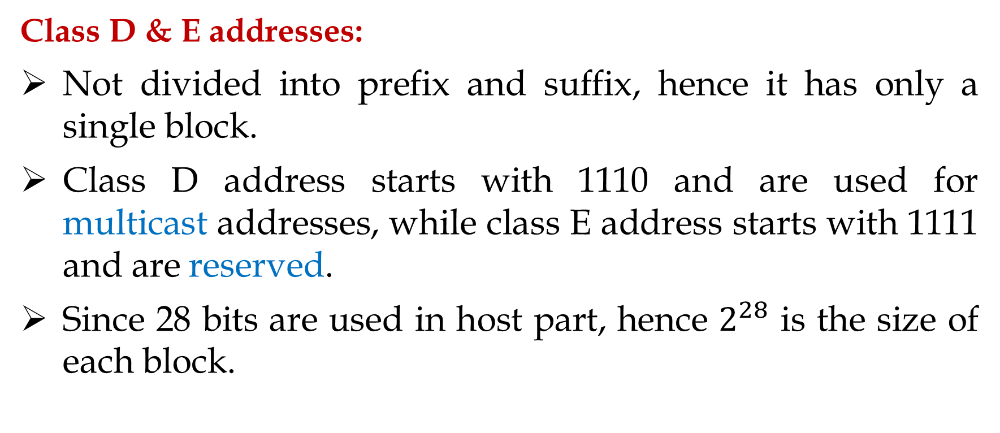 Class D & E addresses:
➢ Not divided into prefix and suffix, hence it has only a
single block.
➢ Class D address starts with 1110 and are used for
multicast addresses, while class E address starts with 1111
and are reserved.
➢ Since 28 bits are used in host part, hence 2²⁸ is the size of
each block.